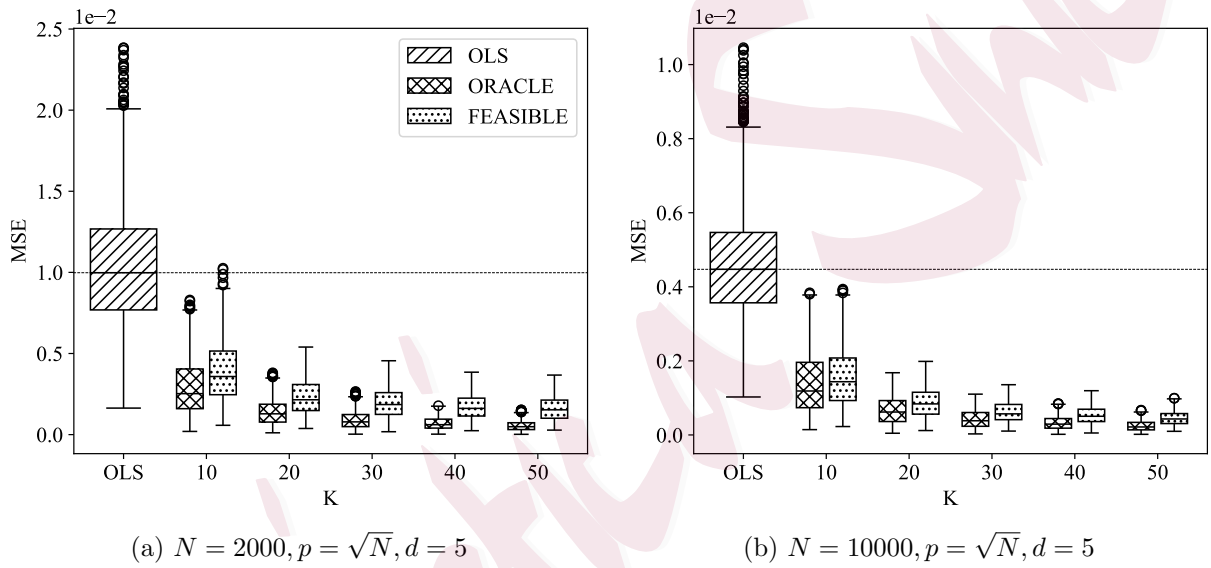 1e−2
2.5
2.0
1.5
1.0
0.5
0.0
MSE
OLS
ORACLE
FEASIBLE
OLS 10 20 30 40 50
K
(a) N = 2000, p = √N, d = 5
1e−2
1.0
0.8
0.6
0.4
0.2
0.0
MSE
OLS 10 20 30 40 50
K
(b) N = 10000, p = √N, d = 5